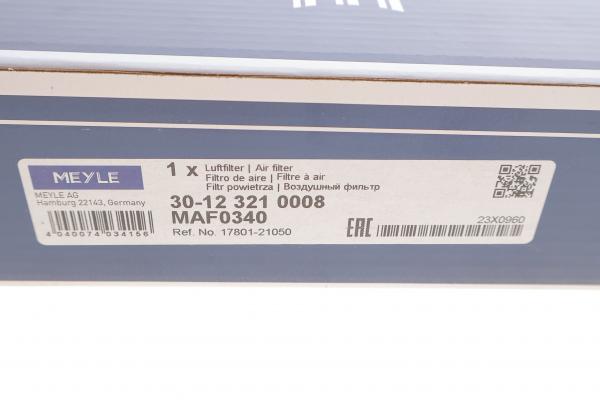 MEYLE
MEYLE AG
Hamburg 22143, Germany
4 040074 034156
1 x Luftfilter | Air filter
Filtro de aire | Filtre à air
Filtr powietrza | Воздушный фильтр
30-12 321 0008
MAF0340
Ref. No. 17801-21050
EAC
23X0960